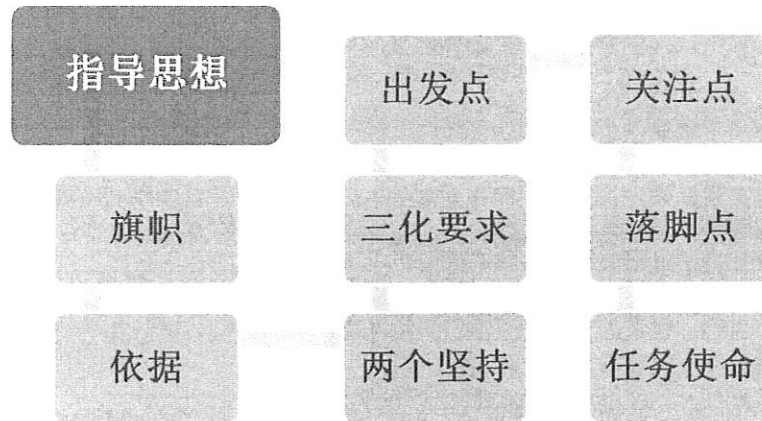 指导思想
旗帜
依据
两个坚持
三化要求
出发点
关注点
落脚点
任务使命